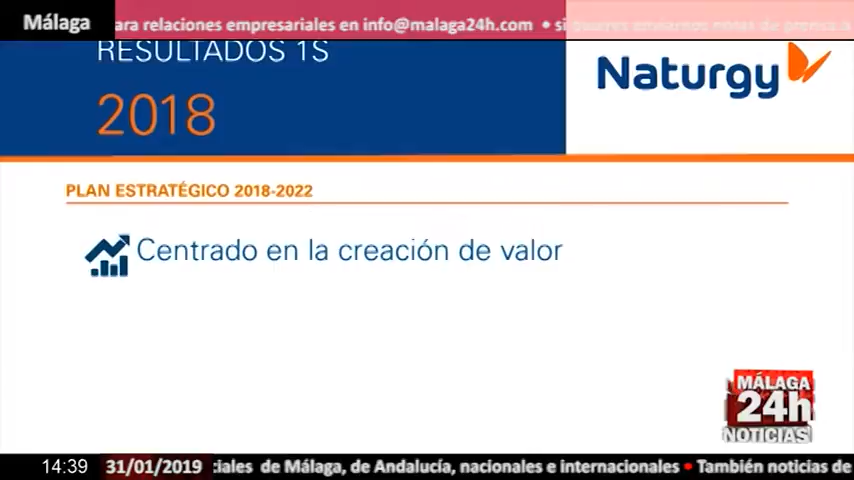 Málaga
ara relaciones empresariales en info@malaga24h.com • si
RESULTADOS 1S
2018
Naturgy
PLAN ESTRATÉGICO 2018-2022
Centrado en la creación de valor
MÁLAGA
24h
NOTICIAS
14:39 31/01/2019 ciales de Málaga, de Andalucía, nacionales e internacionales • También noticias de